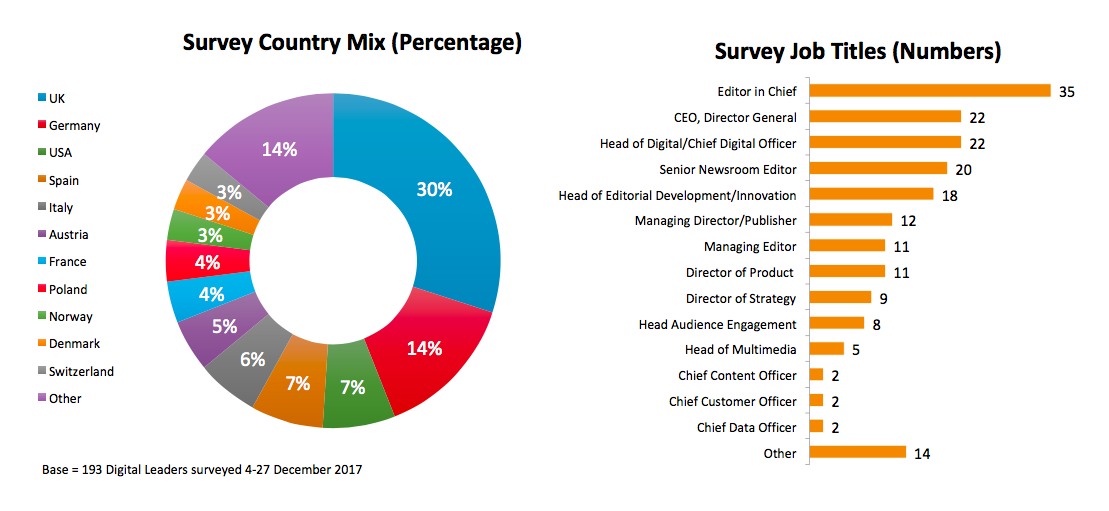 Survey Country Mix (Percentage)
UK
Germany
USA
Spain
Italy
Austria
France
Poland
Norway
Denmark
Switzerland
Other
30%
14%
7%
7%
6%
5%
4%
4%
3%
3%
3%
14%
Base = 193 Digital Leaders surveyed 4-27 December 2017
Survey Job Titles (Numbers)
Editor in Chief 35
CEO, Director General 22
Head of Digital/Chief Digital Officer 22
Senior Newsroom Editor 20
Head of Editorial Development/Innovation 18
Managing Director/Publisher 12
Managing Editor 11
Director of Product 11
Director of Strategy 9
Head Audience Engagement 8
Head of Multimedia 5
Chief Content Officer 2
Chief Customer Officer 2
Chief Data Officer 2
Other 14